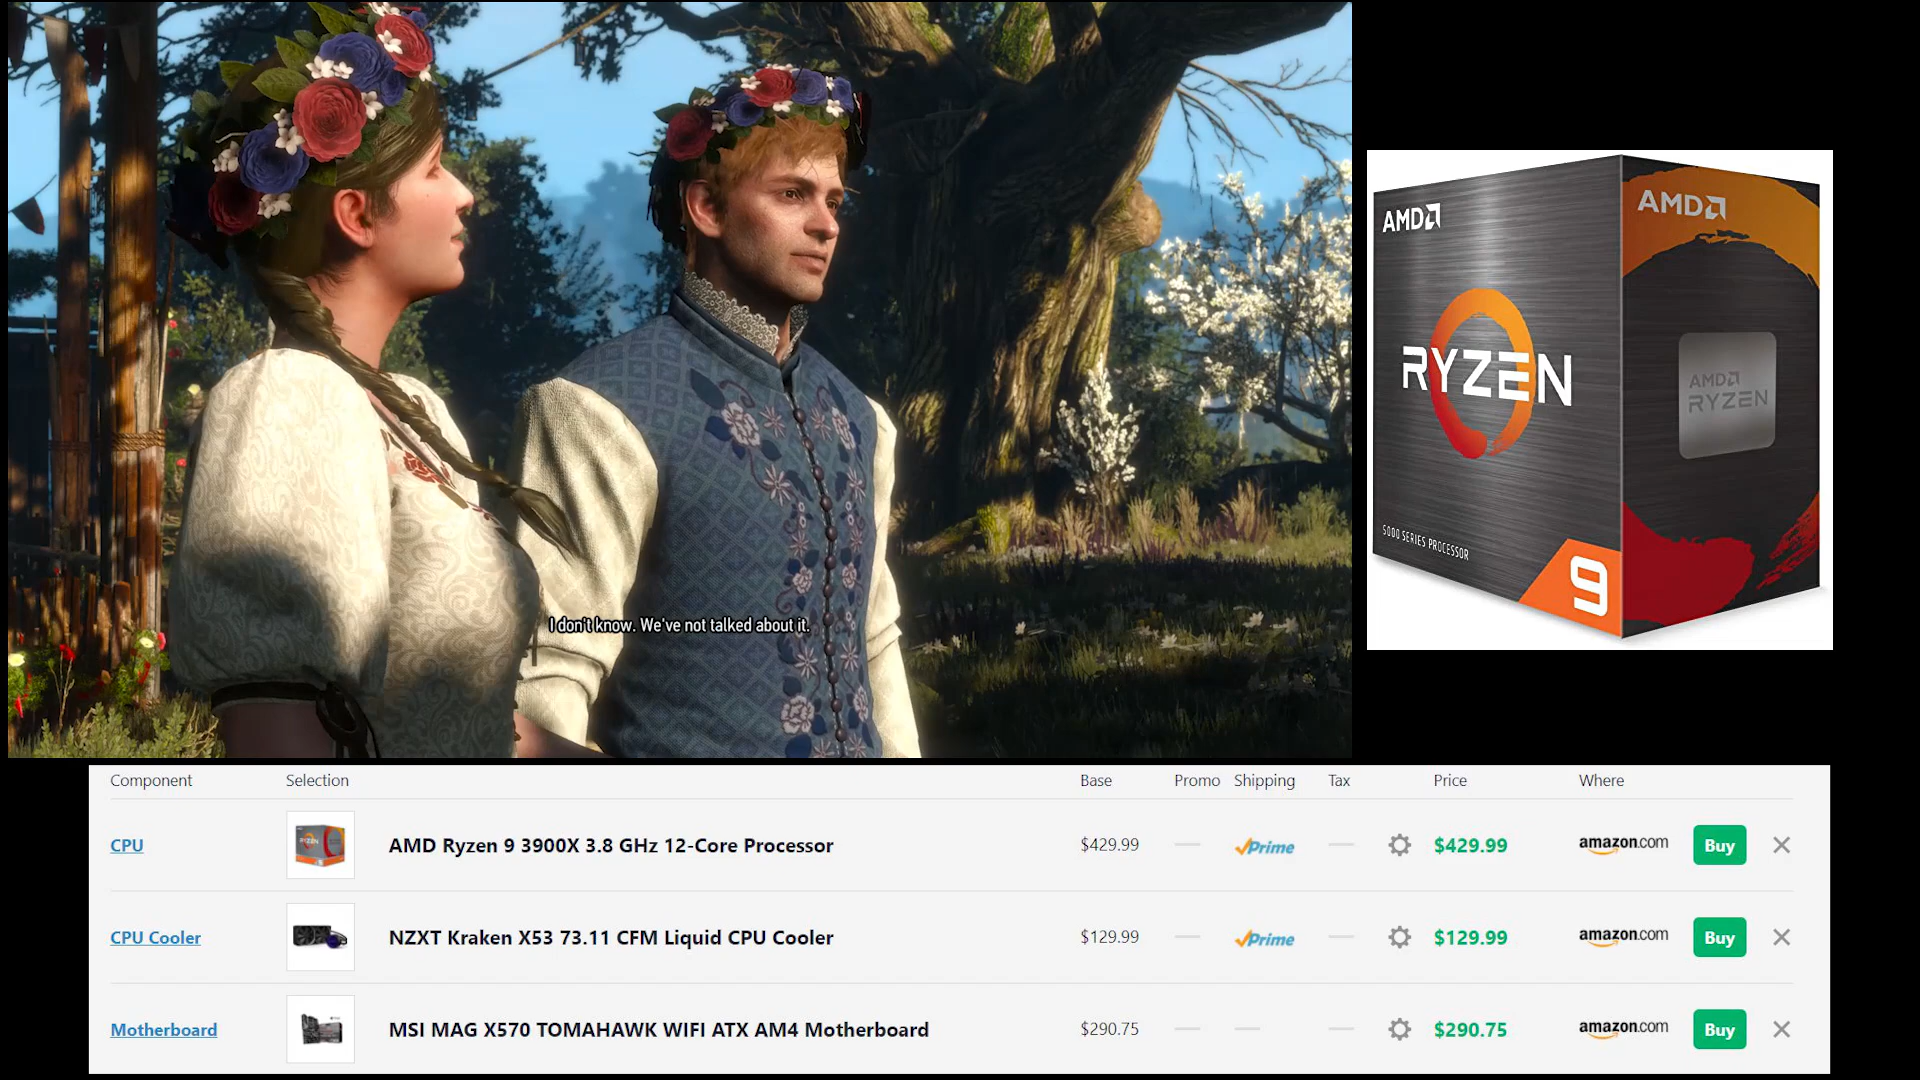 I don't know. We've not talked about it.
AMD
AMD
RYZEN
AMD
RYZEN
5000 SERIES PROCESSOR
9
Component Selection Base Promo Shipping Tax Price Where
CPU AMD Ryzen 9 3900X 3.8 GHz 12-Core Processor $429.99 — Prime — $429.99 amazon.com Buy
RYZEN
CPU Cooler NZXT Kraken X53 73.11 CFM Liquid CPU Cooler $129.99 — Prime — $129.99 amazon.com Buy
Motherboard MSI MAG X570 TOMAHAWK WIFI ATX AM4 Motherboard $290.75 — — — $290.75 amazon.com Buy